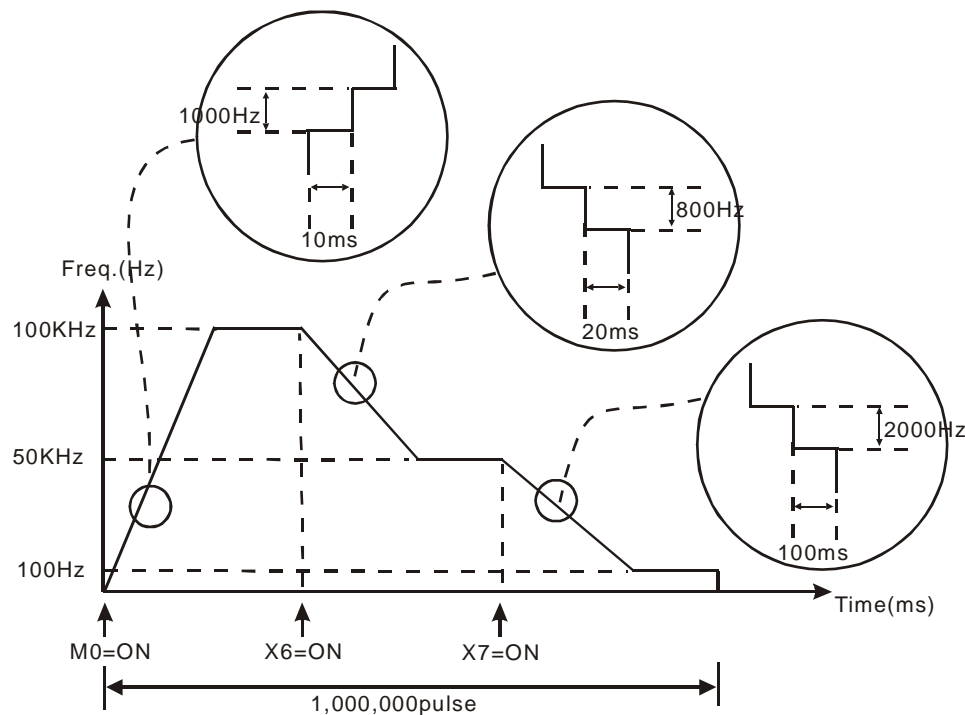 1000Hz
10ms
800Hz
20ms
2000Hz
100ms
Freq.(Hz)
100KHz
50KHz
100Hz
Time(ms)
M0=ON
X6=ON
X7=ON
1,000,000pulse